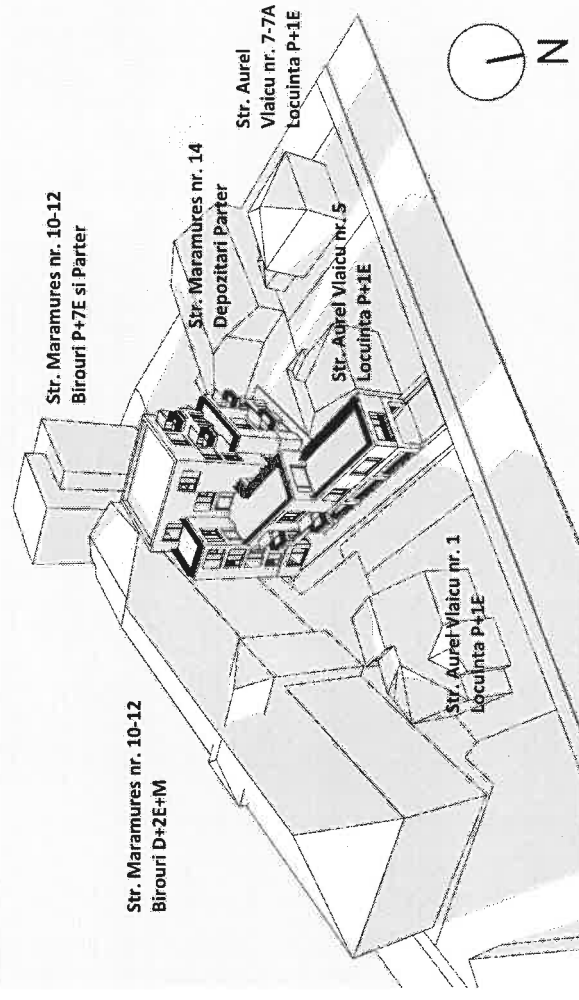 Str. Maramures nr. 10-12
Birouri P+7E si Parter
Str. Aurel
Vlaicu nr. 7-7A
Locuinta P+1E
Str. Maramures nr. 14
Depozitari Parter
Str. Aurel Vlaicu nr. 5
Locuinta P+1E
Str. Maramures nr. 10-12
Birouri D+2E+M
Str. Aurel Vlaicu nr. 1
Locuinta P+1E
N